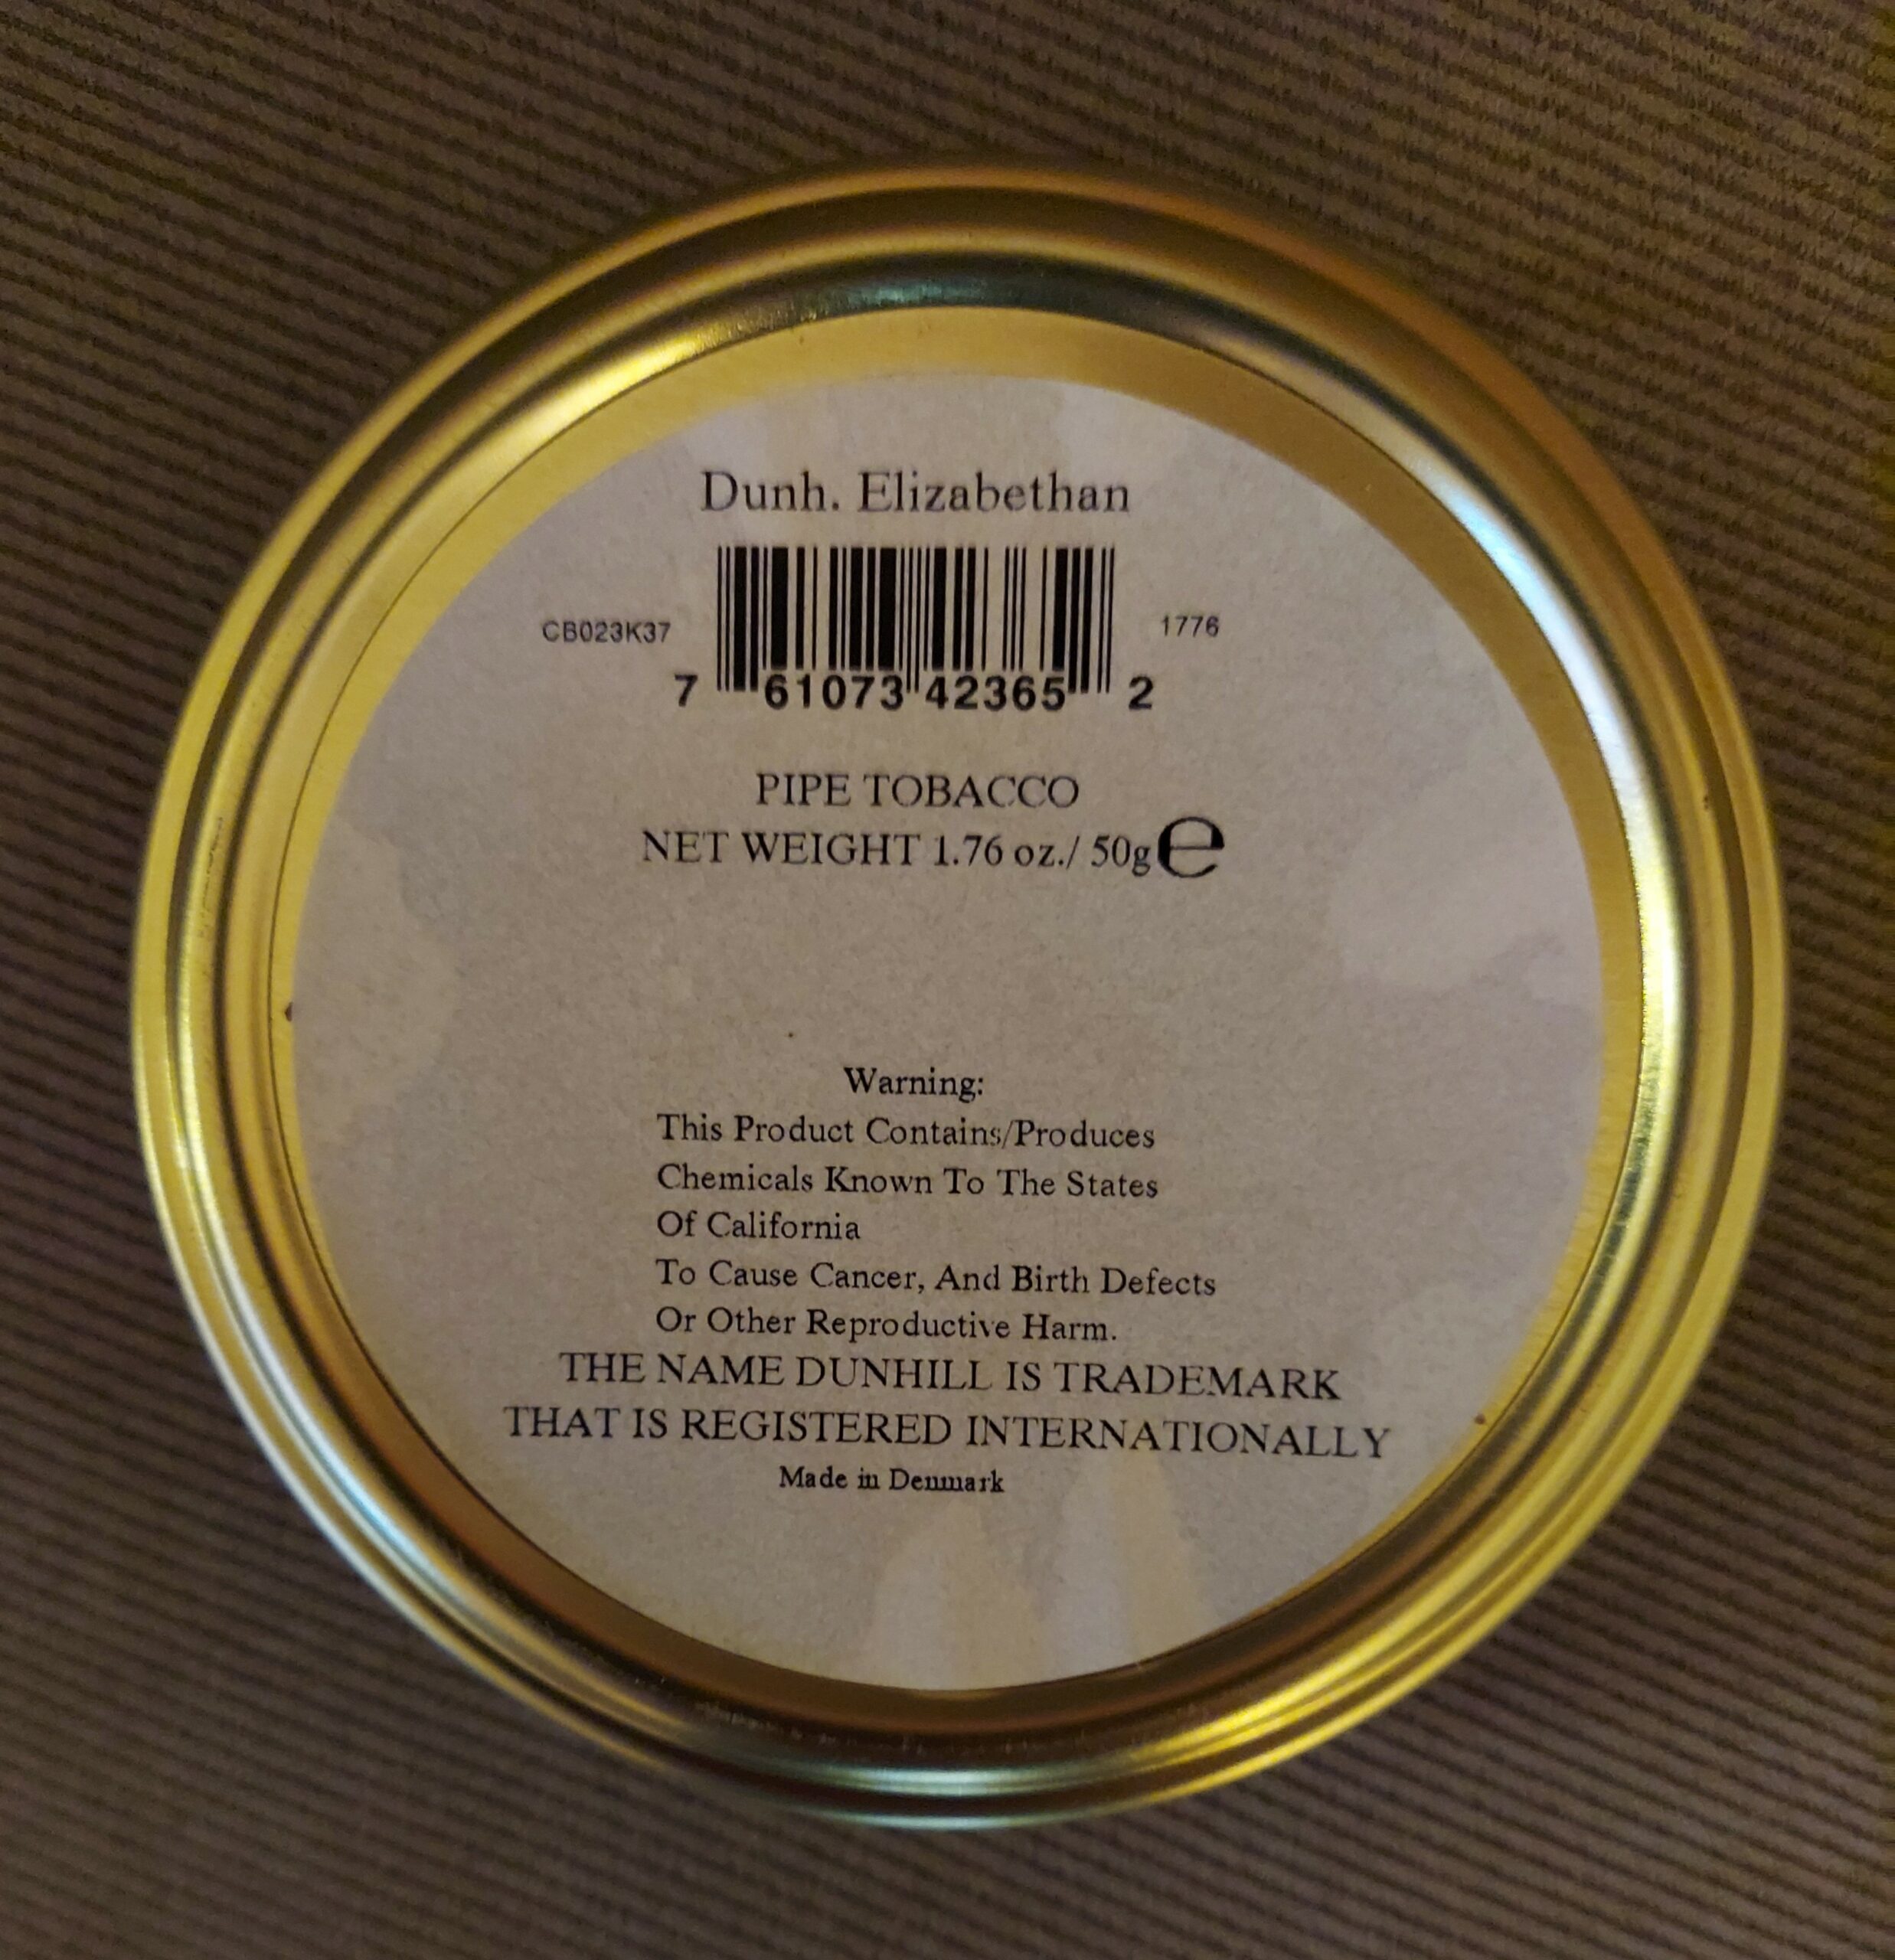 Dunh. Elizabethan
CB023K37
1776
7 61073 42365 2
PIPE TOBACCO
NET WEIGHT 1.76 oz./ 50g e
Warning:
This Product Contains/Produces
Chemicals Known To The States
Of California
To Cause Cancer, And Birth Defects
Or Other Reproductive Harm.
THE NAME DUNHILL IS TRADEMARK
THAT IS REGISTERED INTERNATIONALLY
Made in Denmark